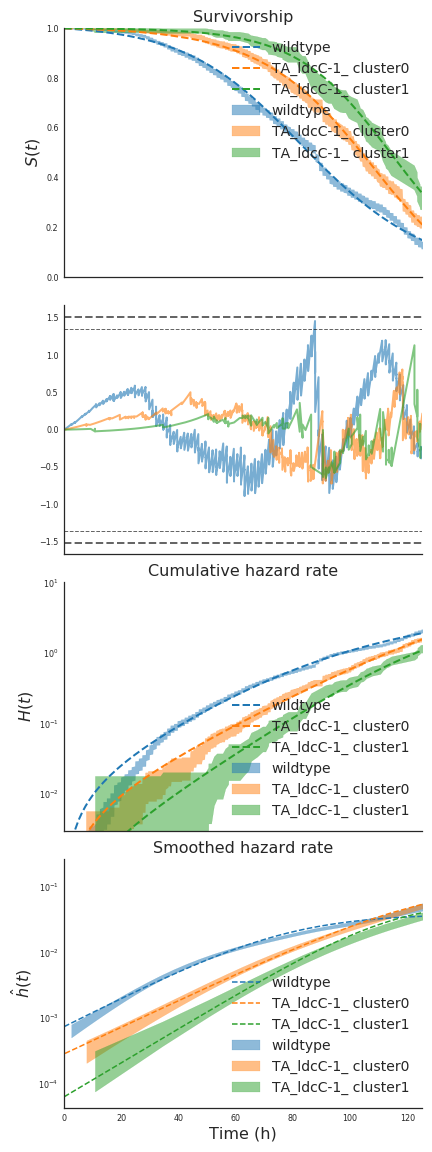 Survivorship
1.0
0.8
0.6
0.4
0.2
0.0
S(t)
wildtype
TA_ldcC-1_ cluster0
TA_ldcC-1_ cluster1
wildtype
TA_ldcC-1_ cluster0
TA_ldcC-1_ cluster1
1.5
1.0
0.5
0.0
−0.5
−1.0
−1.5
Cumulative hazard rate
10¹
10⁰
10⁻¹
10⁻²
H(t)
wildtype
TA_ldcC-1_ cluster0
TA_ldcC-1_ cluster1
wildtype
TA_ldcC-1_ cluster0
TA_ldcC-1_ cluster1
Smoothed hazard rate
10⁻¹
10⁻²
10⁻³
10⁻⁴
ĥ(t)
wildtype
TA_ldcC-1_ cluster0
TA_ldcC-1_ cluster1
wildtype
TA_ldcC-1_ cluster0
TA_ldcC-1_ cluster1
0 20 40 60 80 100 120
Time (h)